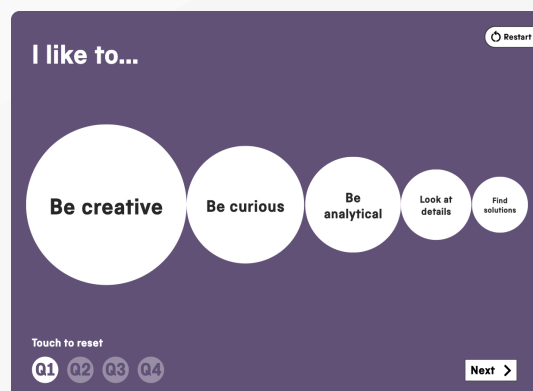 I like to...
Restart
Be creative
Be curious
Be
analytical
Look at
details
Find
solutions
Touch to reset
Q1 Q2 Q3 Q4
Next